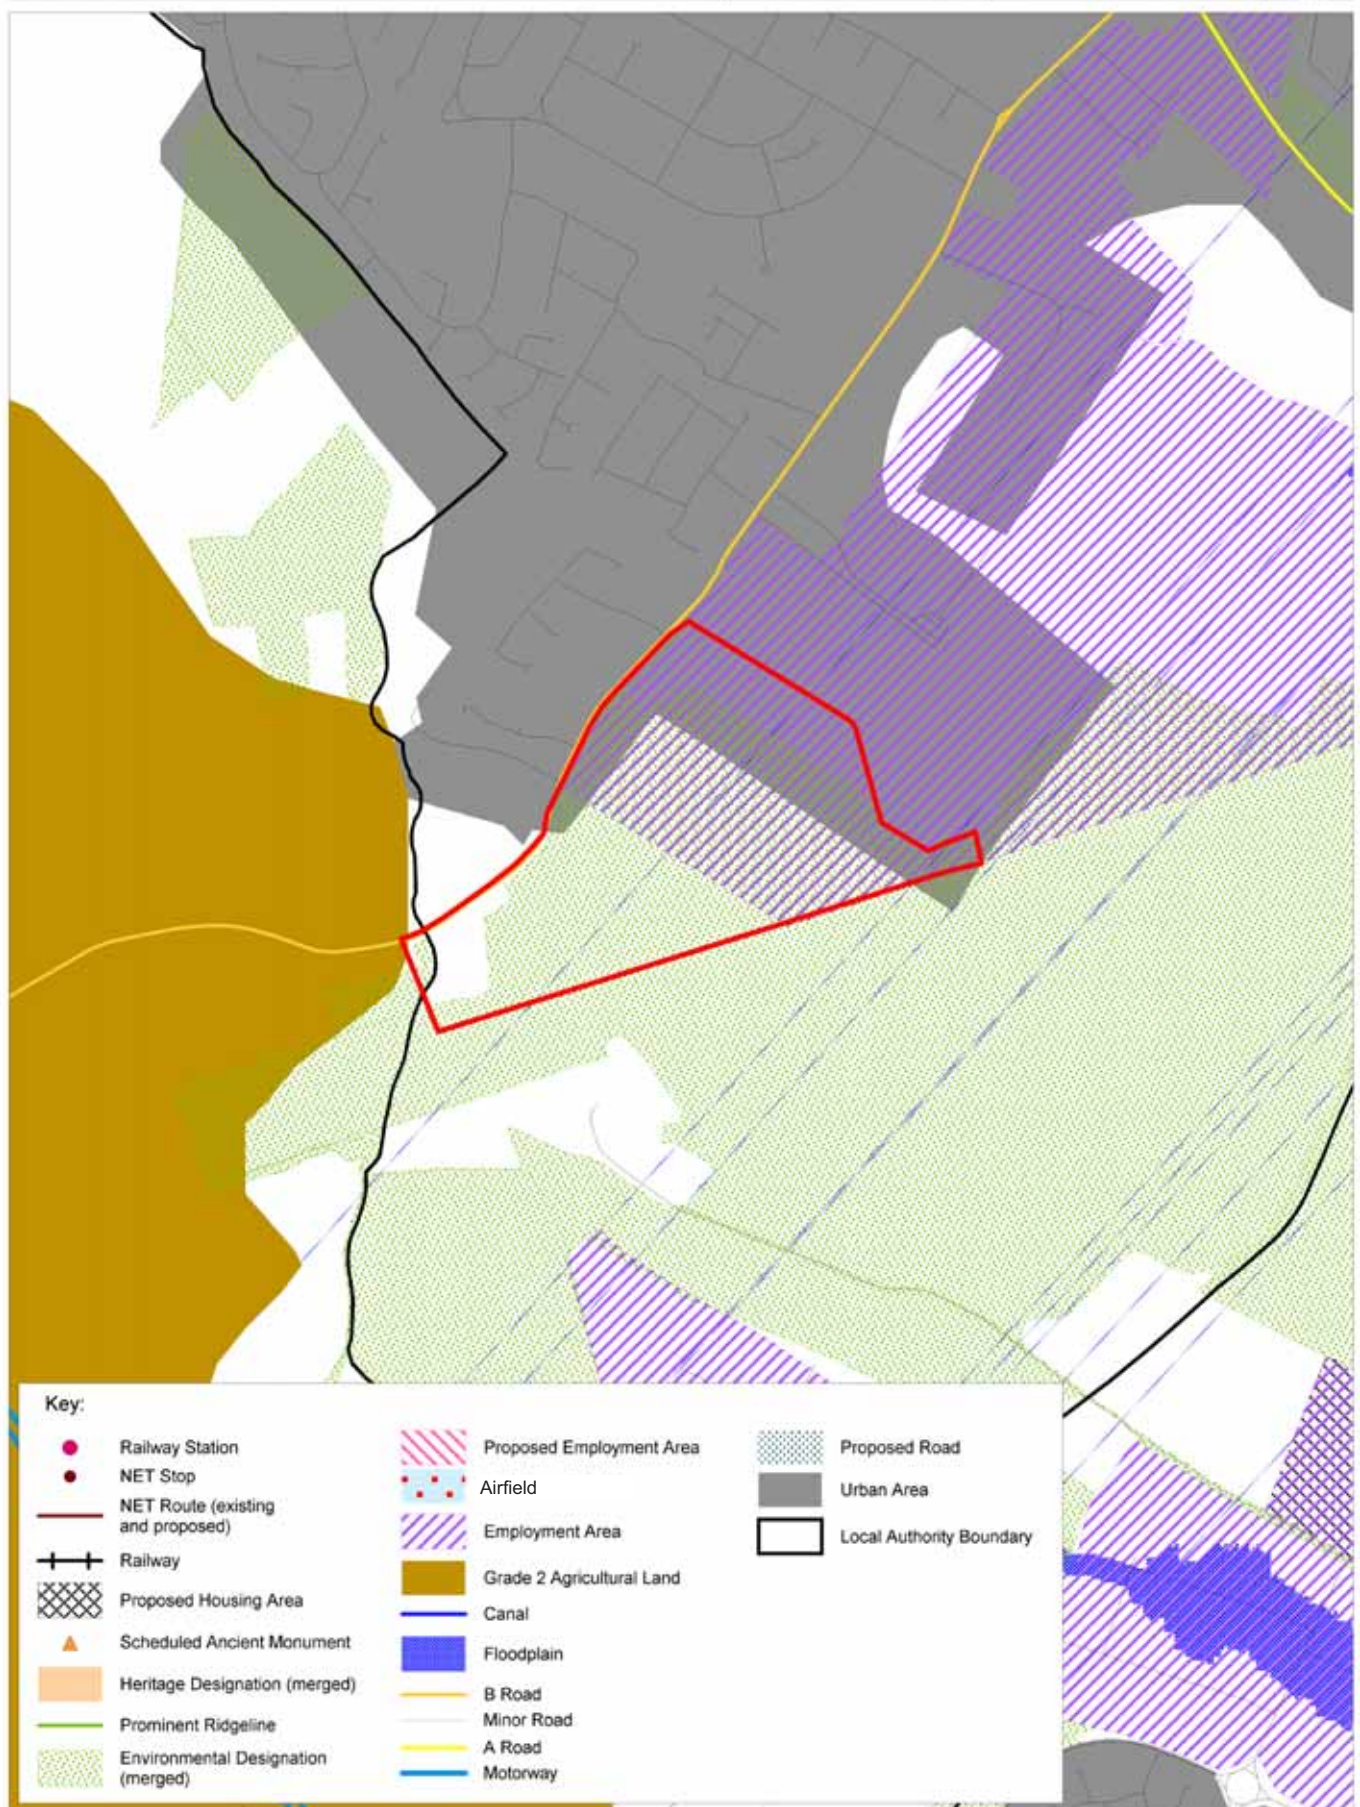 Key:
Railway Station
NET Stop
NET Route (existing
and proposed)
Railway
Proposed Housing Area
Scheduled Ancient Monument
Heritage Designation (merged)
Prominent Ridgeline
Environmental Designation
(merged)
Proposed Employment Area
Airfield
Employment Area
Grade 2 Agricultural Land
Canal
Floodplain
B Road
Minor Road
A Road
Motorway
Proposed Road
Urban Area
Local Authority Boundary